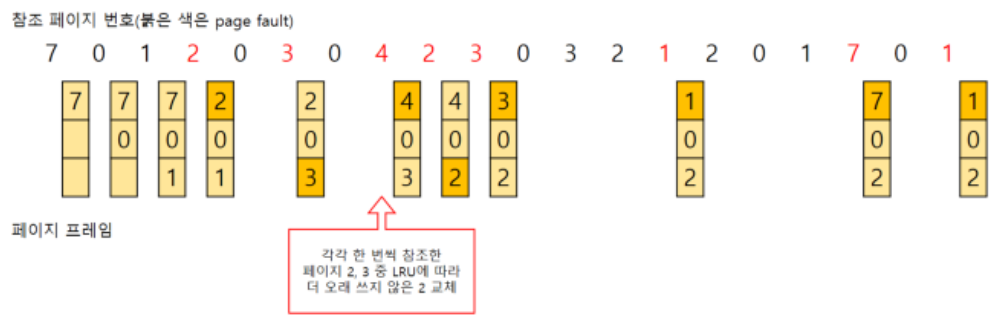 참조 페이지 번호(붉은 색은 page fault)
7 0 1 2 0 3 0 4 2 3 0 3 2 1 2 0 1 7 0 1
7 7 7 2 2 4 4 3 1 7 1
0 0 0 0 0 0 0 0 0 0
1 1 3 3 2 2 2 2 2
페이지 프레임
각각 한 번씩 참조한
페이지 2, 3 중 LRU에 따라
더 오래 쓰지 않은 2 교체